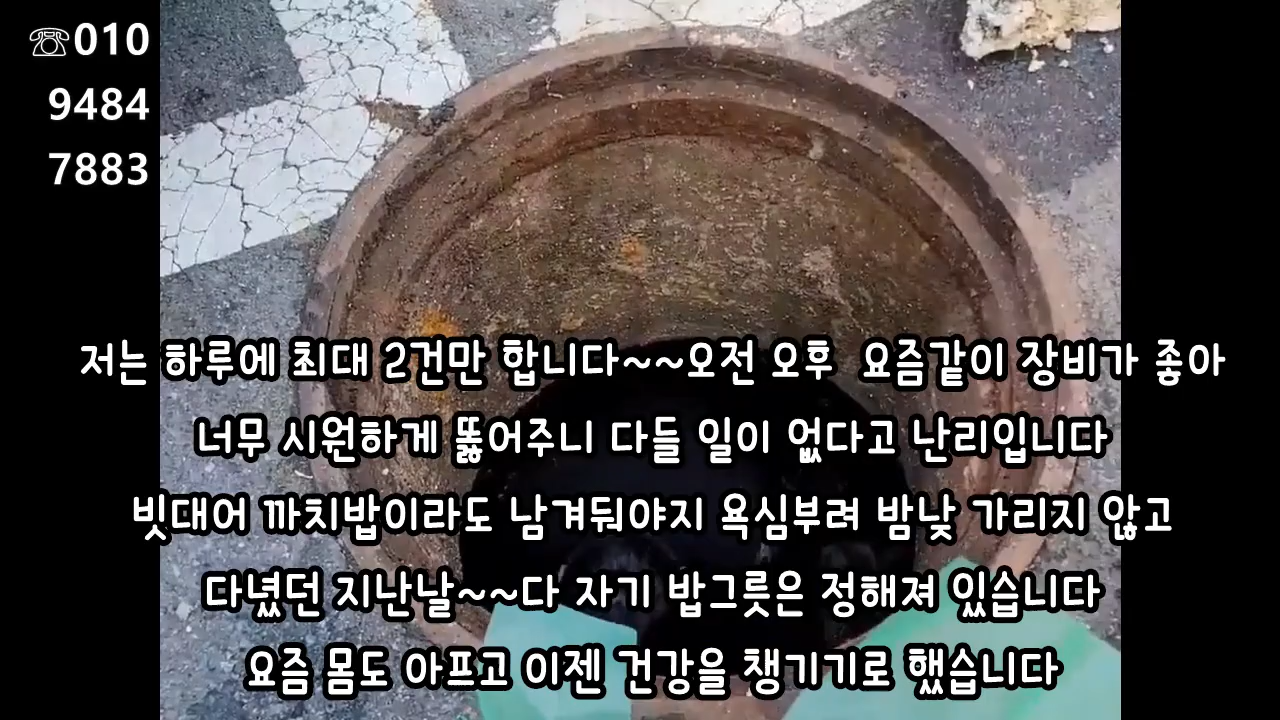 ☏010
9484
7883
저는 하루에 최대 2건만 합니다~~오전 오후 요즘같이 장비가 좋아
너무 시원하게 뚫어주니 다들 일이 없다고 난리입니다
빗대어 까치밥이라도 남겨둬야지 욕심부려 밤낮 가리지 않고
다녔던 지난날~~다 자기 밥그릇은 정해져 있습니다
요즘 몸도 아프고 이젠 건강을 챙기기로 했습니다